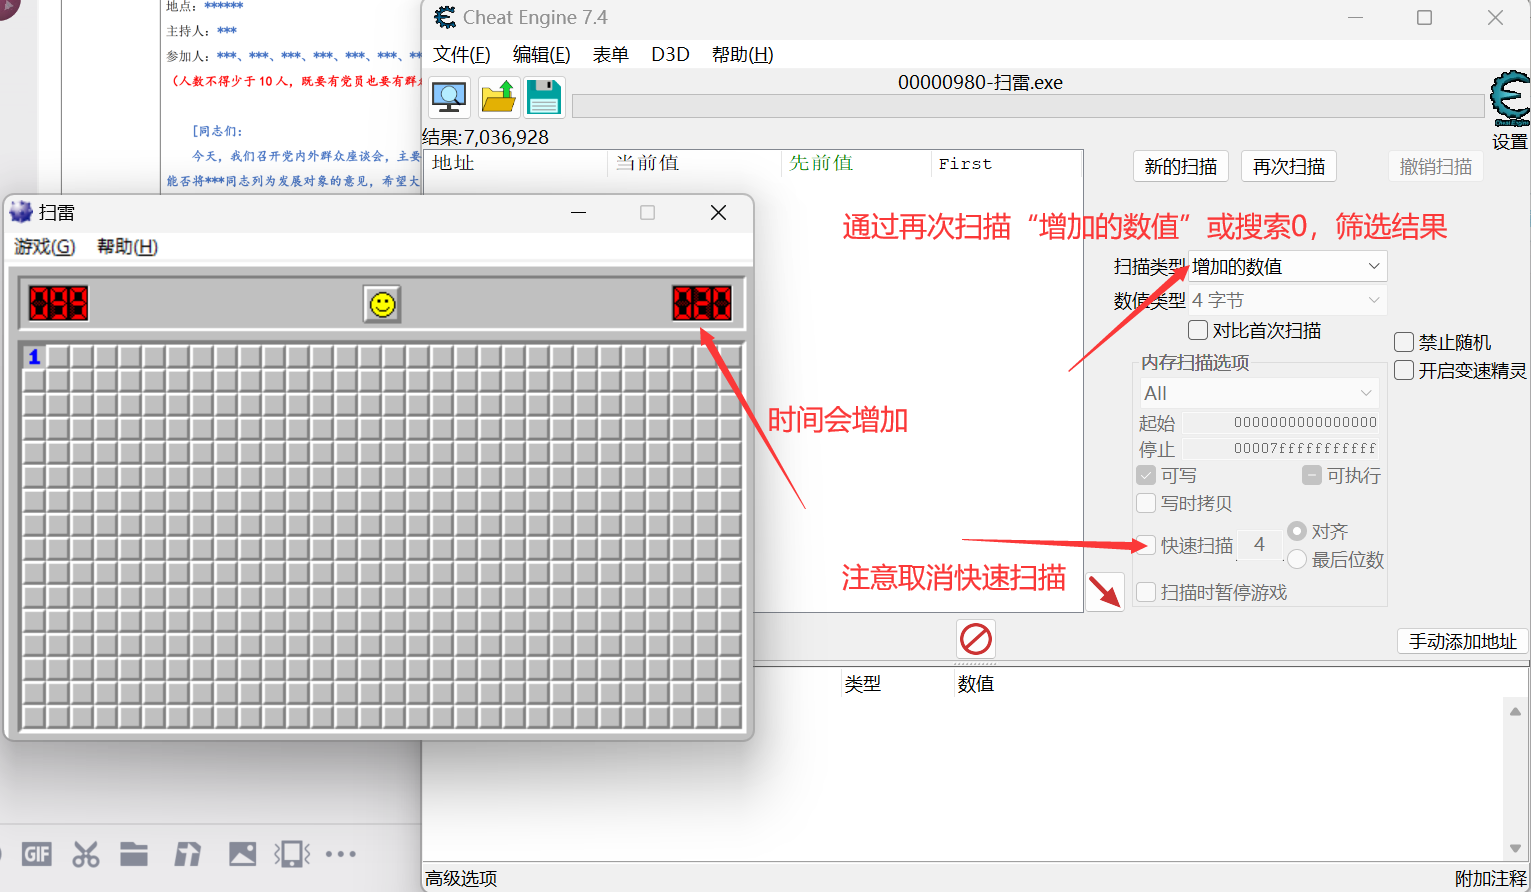 地点：******
主持人：***
参加人：***、***、***、***、***、***、**
（人数不得少于10人，既要有党员也要有群
[同志们：
今天，我们召开党内外群众座谈会，主要
能否将***同志列为发展对象的意见，希望大
Cheat Engine 7.4
文件(F) 编辑(E) 表单 D3D 帮助(H)
00000980-扫雷.exe
Cheat Engine
设置
结果:7,036,928
地址 当前值 先前值 First
新的扫描 再次扫描 撤销扫描
通过再次扫描“增加的数值”或搜索0，筛选结果
扫描类型 增加的数值
数值类型 4 字节
对比首次扫描
禁止随机
开启变速精灵
内存扫描选项
All
起始 0000000000000000
停止 00007fffffffffff
可写 可执行
写时拷贝
快速扫描 4 对齐
最后位数
扫描时暂停游戏
注意取消快速扫描
时间会增加
手动添加地址
类型 数值
高级选项 附加注释
扫雷
游戏(G) 帮助(H)
1
GIF